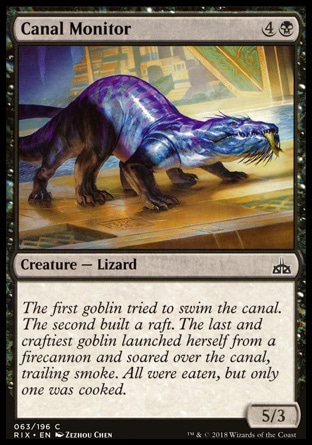 Canal Monitor 4
Creature — Lizard
The first goblin tried to swim the canal.
The second built a raft. The last and
craftiest goblin launched herself from a
firecannon and soared over the canal,
trailing smoke. All were eaten, but only
one was cooked.
5/3
063/196 C
RIX • EN Zezhou Chen
™ & © 2018 Wizards of the Coast